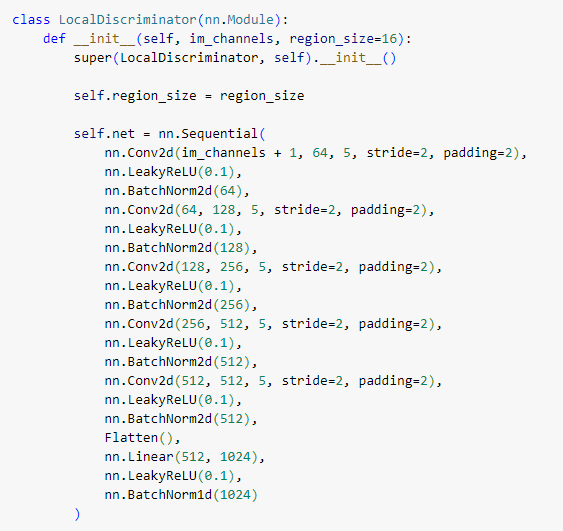 class LocalDiscriminator(nn.Module):
    def __init__(self, im_channels, region_size=16):
        super(LocalDiscriminator, self).__init__()

        self.region_size = region_size

        self.net = nn.Sequential(
            nn.Conv2d(im_channels + 1, 64, 5, stride=2, padding=2),
            nn.LeakyReLU(0.1),
            nn.BatchNorm2d(64),
            nn.Conv2d(64, 128, 5, stride=2, padding=2),
            nn.LeakyReLU(0.1),
            nn.BatchNorm2d(128),
            nn.Conv2d(128, 256, 5, stride=2, padding=2),
            nn.LeakyReLU(0.1),
            nn.BatchNorm2d(256),
            nn.Conv2d(256, 512, 5, stride=2, padding=2),
            nn.LeakyReLU(0.1),
            nn.BatchNorm2d(512),
            nn.Conv2d(512, 512, 5, stride=2, padding=2),
            nn.LeakyReLU(0.1),
            nn.BatchNorm2d(512),
            Flatten(),
            nn.Linear(512, 1024),
            nn.LeakyReLU(0.1),
            nn.BatchNorm1d(1024)
        )